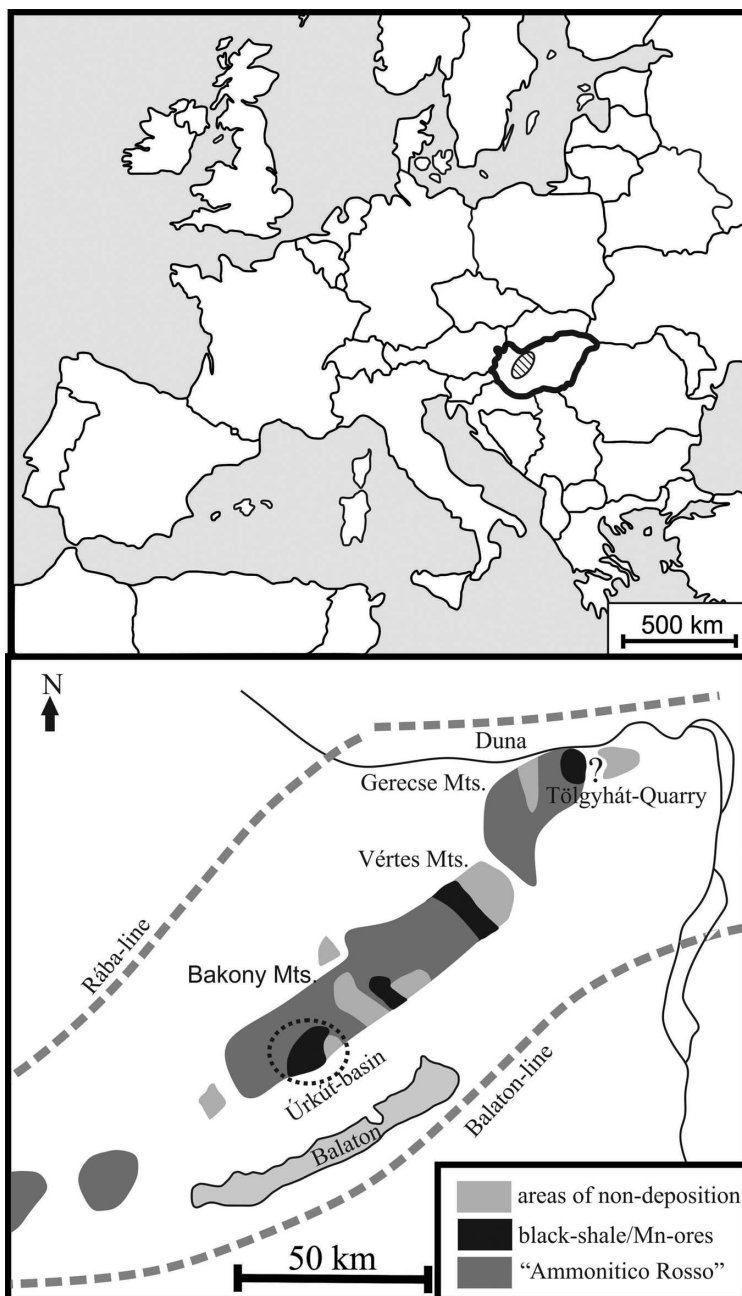 500 km
N
Duna
Gerecse Mts.
?
Tölgyhát-Quarry
Vértes Mts.
Rába-line
Bakony Mts.
Úrkút-basin
Balaton-line
Balaton
areas of non-deposition
black-shale/Mn-ores
"Ammonitico Rosso"
50 km